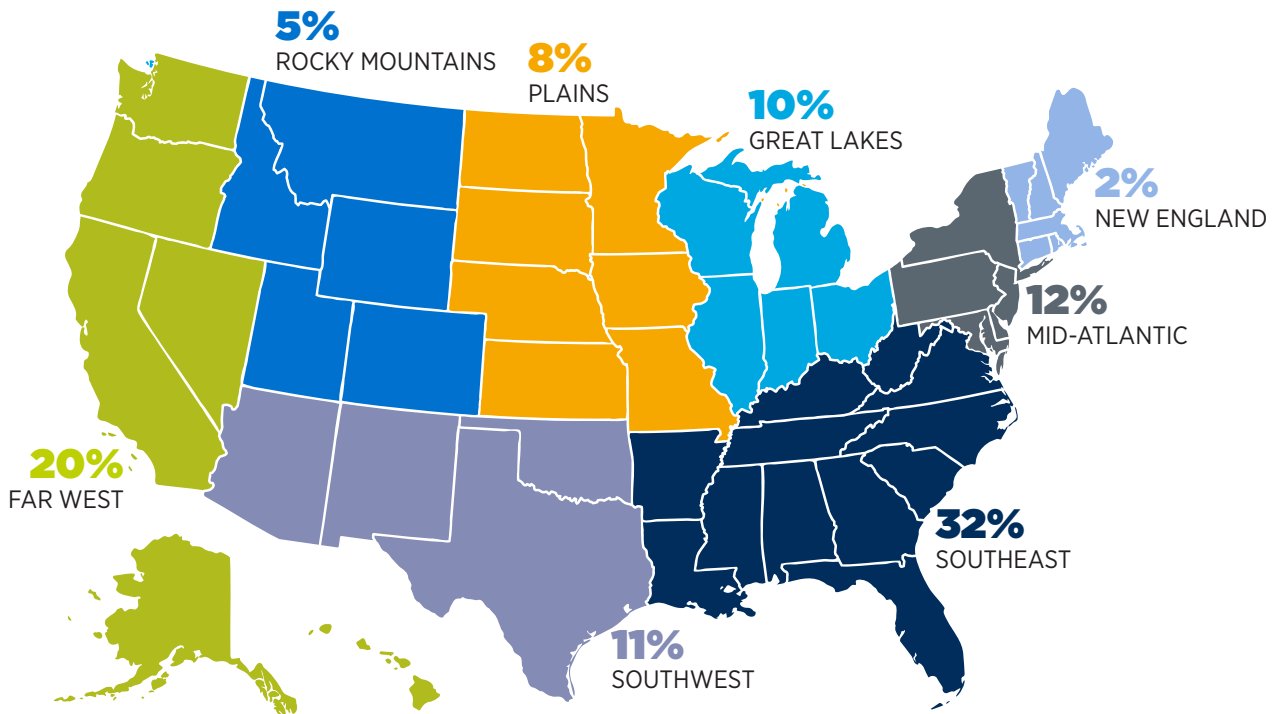 5%
ROCKY MOUNTAINS
8%
PLAINS
10%
GREAT LAKES
2%
NEW ENGLAND
12%
MID-ATLANTIC
20%
FAR WEST
32%
SOUTHEAST
11%
SOUTHWEST